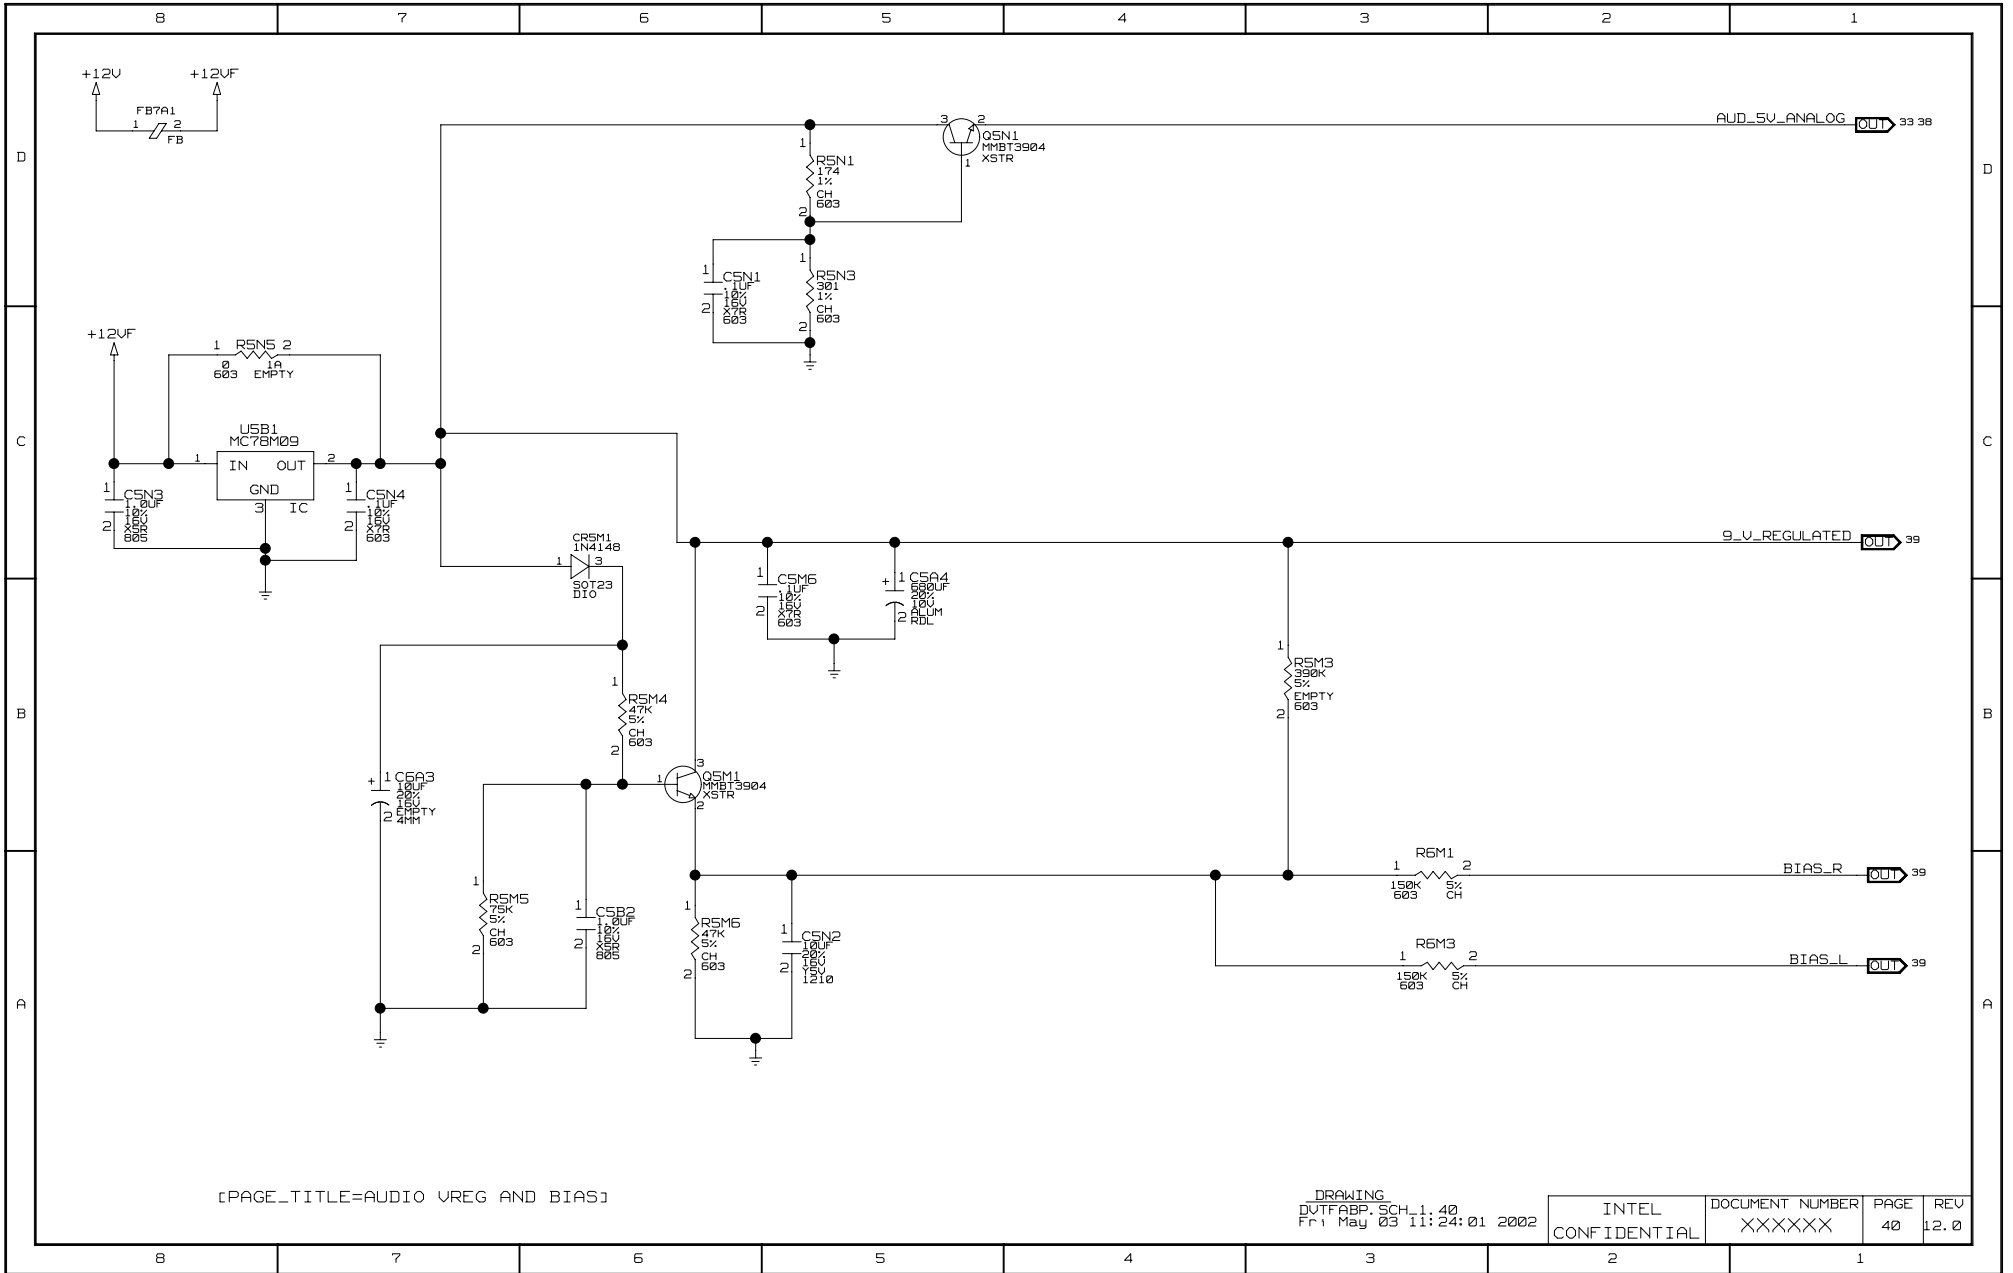 8 7 6 5 4 3 2 1
+12V +12VF
FB7A1
1 2
FB
D
D
3 2
Q5N1
MMBT3904
XSTR
1
AUD_5V_ANALOG OUT 33 38
1
R5N1
174
1%
CH
603
2
1
C5N1
.1UF
10%
16V
X7R
603
2
1
R5N3
301
1%
CH
603
2
+12VF
1 R5N5 2
0 1A
603 EMPTY
C
C
U5B1
MC78M09
1 IN OUT 2
GND
3 IC
1
C5N3
1.0UF
10%
16V
X5R
805
2
1
C5N4
.1UF
10%
16V
X7R
603
2
CR5M1
1N4148
1 3
SOT23
DIO
9_V_REGULATED OUT 39
1
C5M6
.1UF
10%
16V
X7R
603
2
+ 1 C5A4
680UF
20%
10V
ALUM
2 RDL
1
R5M3
390K
5%
EMPTY
603
2
B
B
1
R5M4
47K
5%
CH
603
2
+ 1 C6A3
10UF
20%
16V
EMPTY
2 4MM
1 3
Q5M1
MMBT3904
XSTR
2
1
R5M5
75K
5%
CH
603
2
1
C5B2
1.0UF
10%
16V
X5R
805
2
1
R5M6
47K
5%
CH
603
2
1
C5N2
10UF
20%
16V
Y5V
1210
2
R6M1
1 2
150K 5%
603 CH
BIAS_R OUT 39
R6M3
1 2
150K 5%
603 CH
BIAS_L OUT 39
A
A
[PAGE_TITLE=AUDIO VREG AND BIAS]
DRAWING
DVTFABP.SCH_1.40
Fri May 03 11:24:01 2002
INTEL
CONFIDENTIAL
DOCUMENT NUMBER
XXXXXX
PAGE
40
REV
12.0
8 7 6 5 4 3 2 1